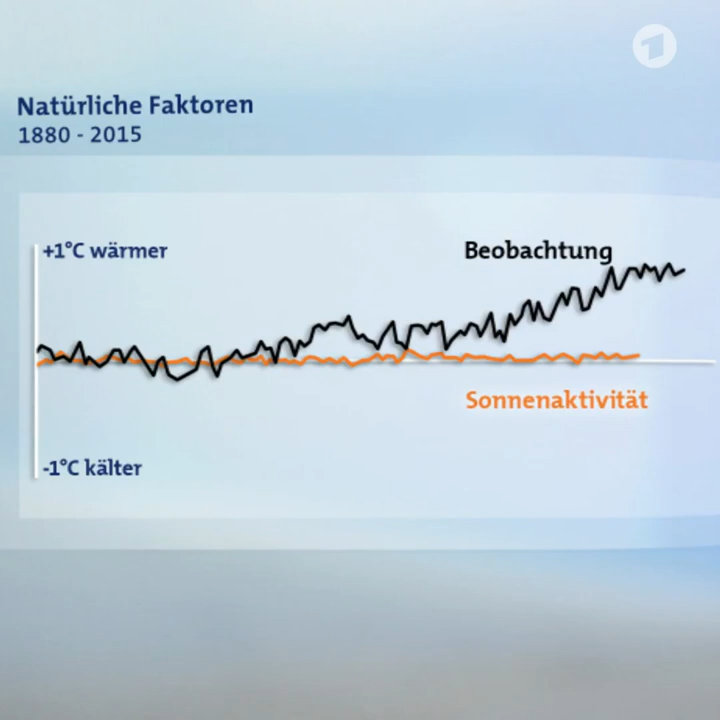 Natürliche Faktoren
1880 - 2015
+1°C wärmer
Beobachtung
Sonnenaktivität
-1°C kälter